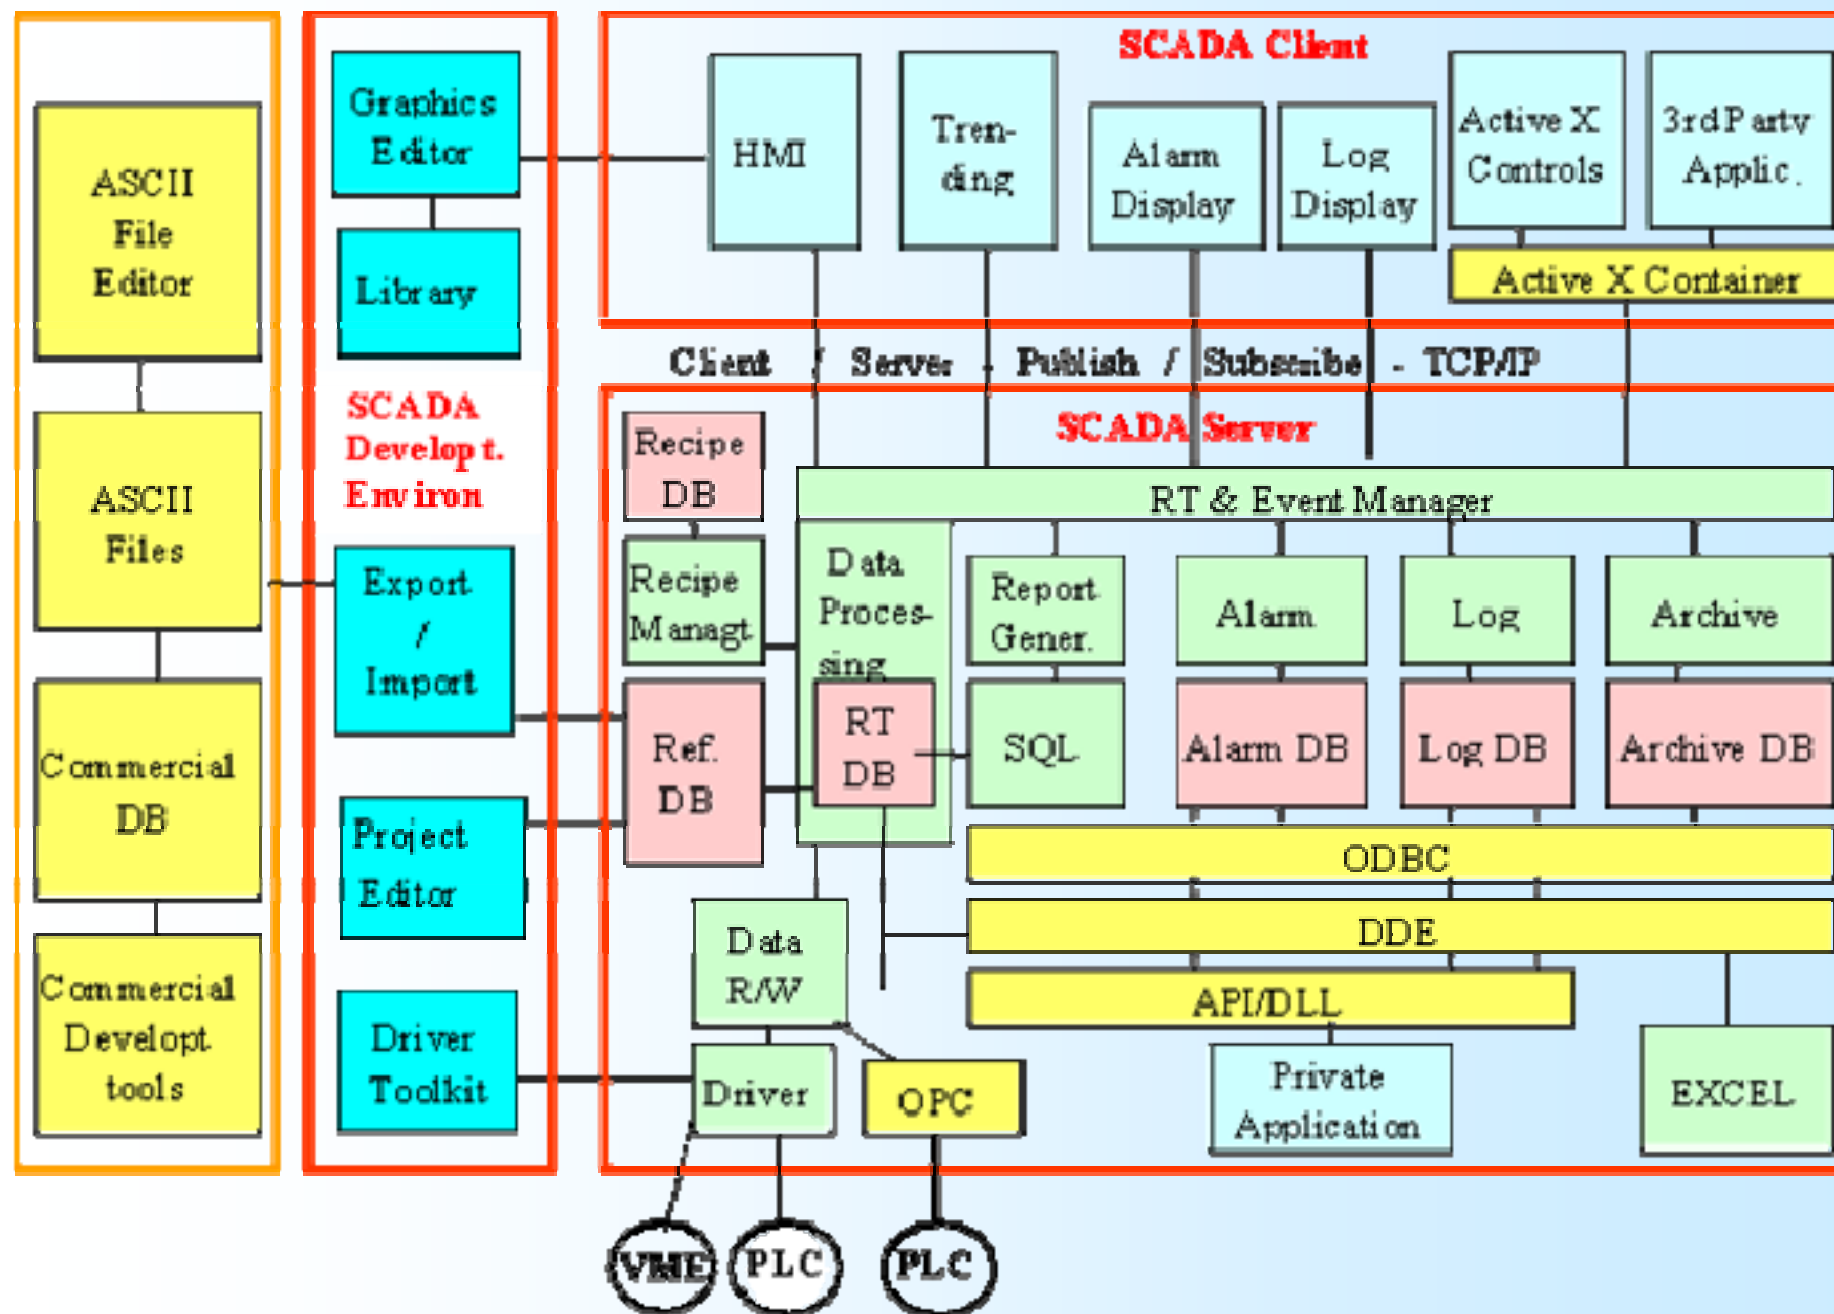 ASCII
File
Editor
ASCII
Files
Commercial
DB
Commercial
Developt.
tools
Graphics
Editor
Library
SCADA
Develop t.
Environ
Export
/
Import
Project
Editor
Driver
Toolkit
SCADA Client
HMI
Tren-
ding
Alarm
Display
Log
Display
Active X
Controls
3rd Party
Applic.
Active X Container
Client / Server - Publish / Subscribe - TCP/IP
SCADA Server
Recipe
DB
RT & Event Manager
Recipe
Managt
Data
Proces-
sing
Report
Gener.
Alarm
Log
Archive
Ref.
DB
RT
DB
SQL
Alarm DB
Log DB
Archive DB
ODBC
DDE
API/DLL
Data
R/W
Driver
OPC
Private
Application
EXCEL
VME
PLC
PLC